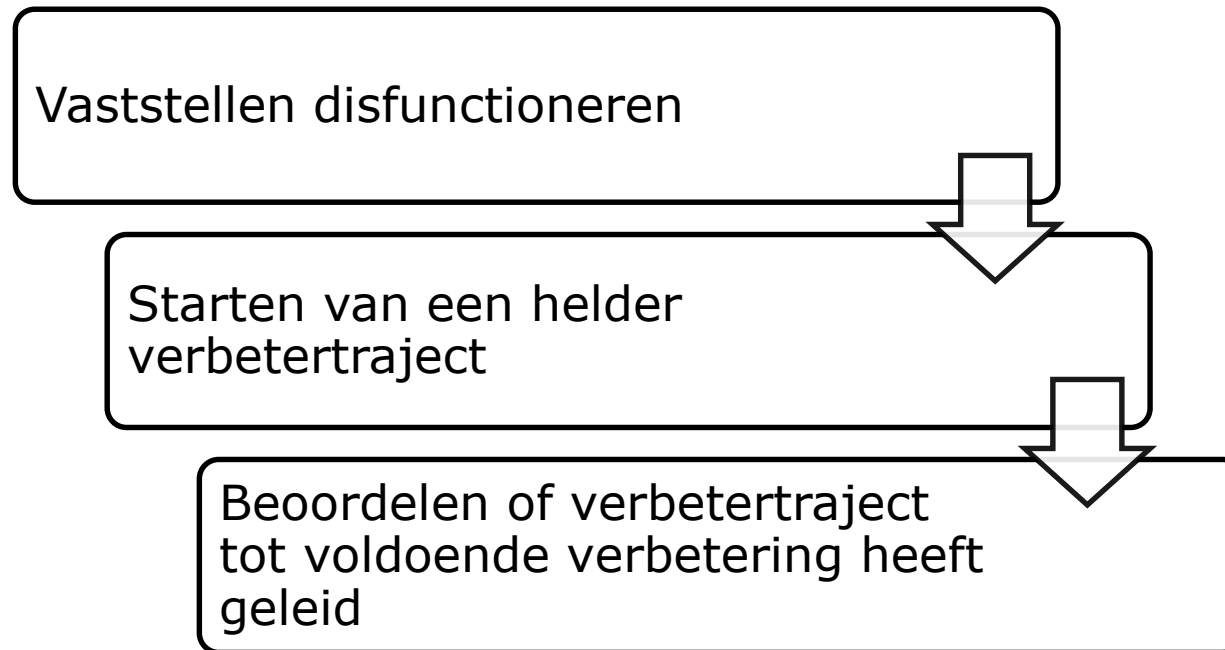 Vaststellen disfunctioneren
Starten van een helder
verbetertraject
Beoordelen of verbetertraject
tot voldoende verbetering heeft
geleid